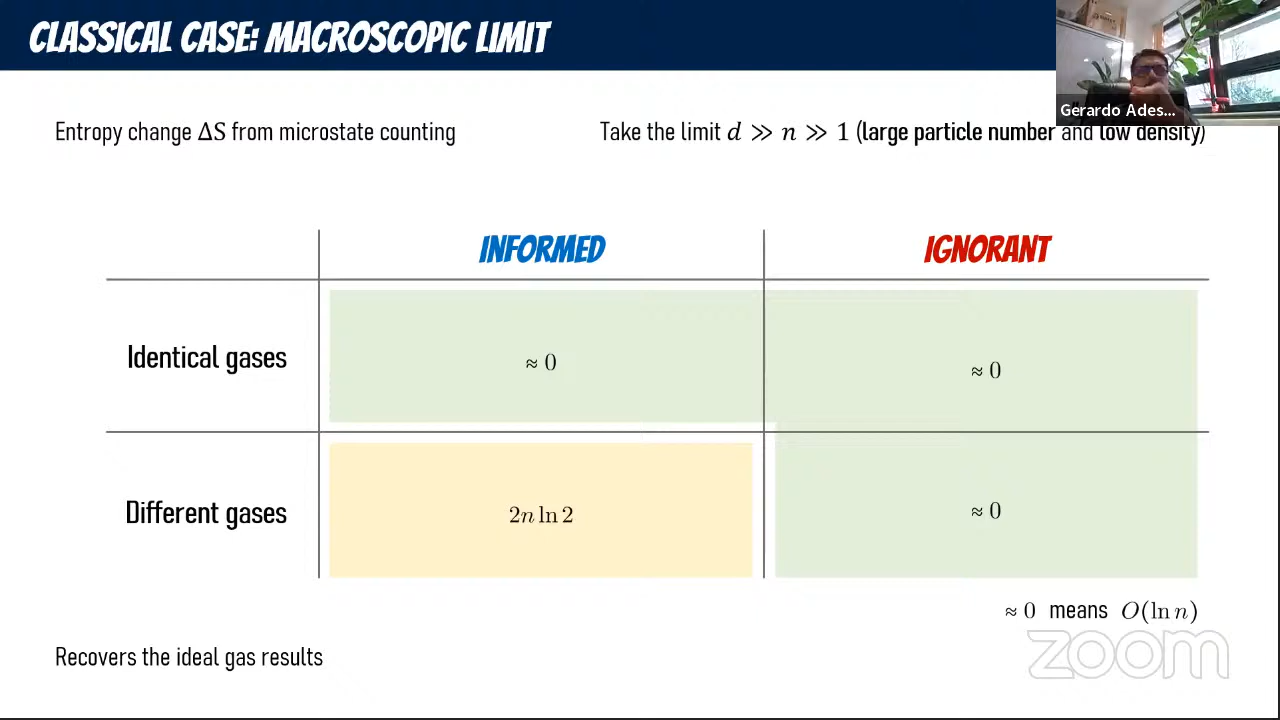 CLASSICAL CASE: MACROSCOPIC LIMIT
Gerardo Ades...
Entropy change ΔS from microstate counting
Take the limit d ≫ n ≫ 1 (large particle number and low density)
INFORMED
IGNORANT
Identical gases
≈ 0
≈ 0
Different gases
2n ln 2
≈ 0
≈ 0 means O(ln n)
zoom
Recovers the ideal gas results